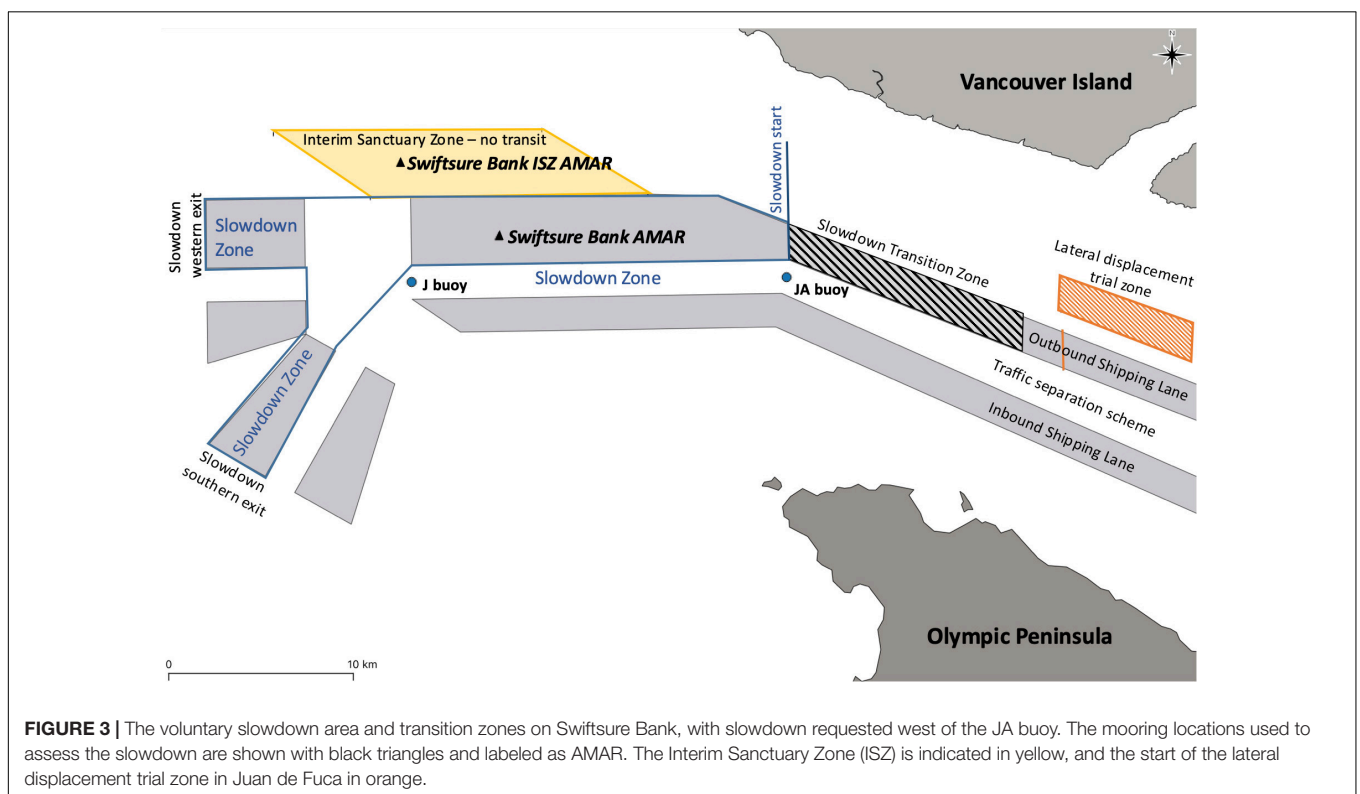 N
Vancouver Island
Interim Sanctuary Zone – no transit
Swiftsure Bank ISZ AMAR
Slowdown start
Slowdown
western exit
Slowdown
Zone
Swiftsure Bank AMAR
Slowdown Transition Zone
Lateral displacement
trial zone
J buoy
Slowdown Zone
JA buoy
Outbound Shipping Lane
Traffic separation scheme
Inbound Shipping Lane
Slowdown Zone
Slowdown
southern exit
Olympic Peninsula
0 10 km
FIGURE 3 | The voluntary slowdown area and transition zones on Swiftsure Bank, with slowdown requested west of the JA buoy. The mooring locations used to
assess the slowdown are shown with black triangles and labeled as AMAR. The Interim Sanctuary Zone (ISZ) is indicated in yellow, and the start of the lateral
displacement trial zone in Juan de Fuca in orange.